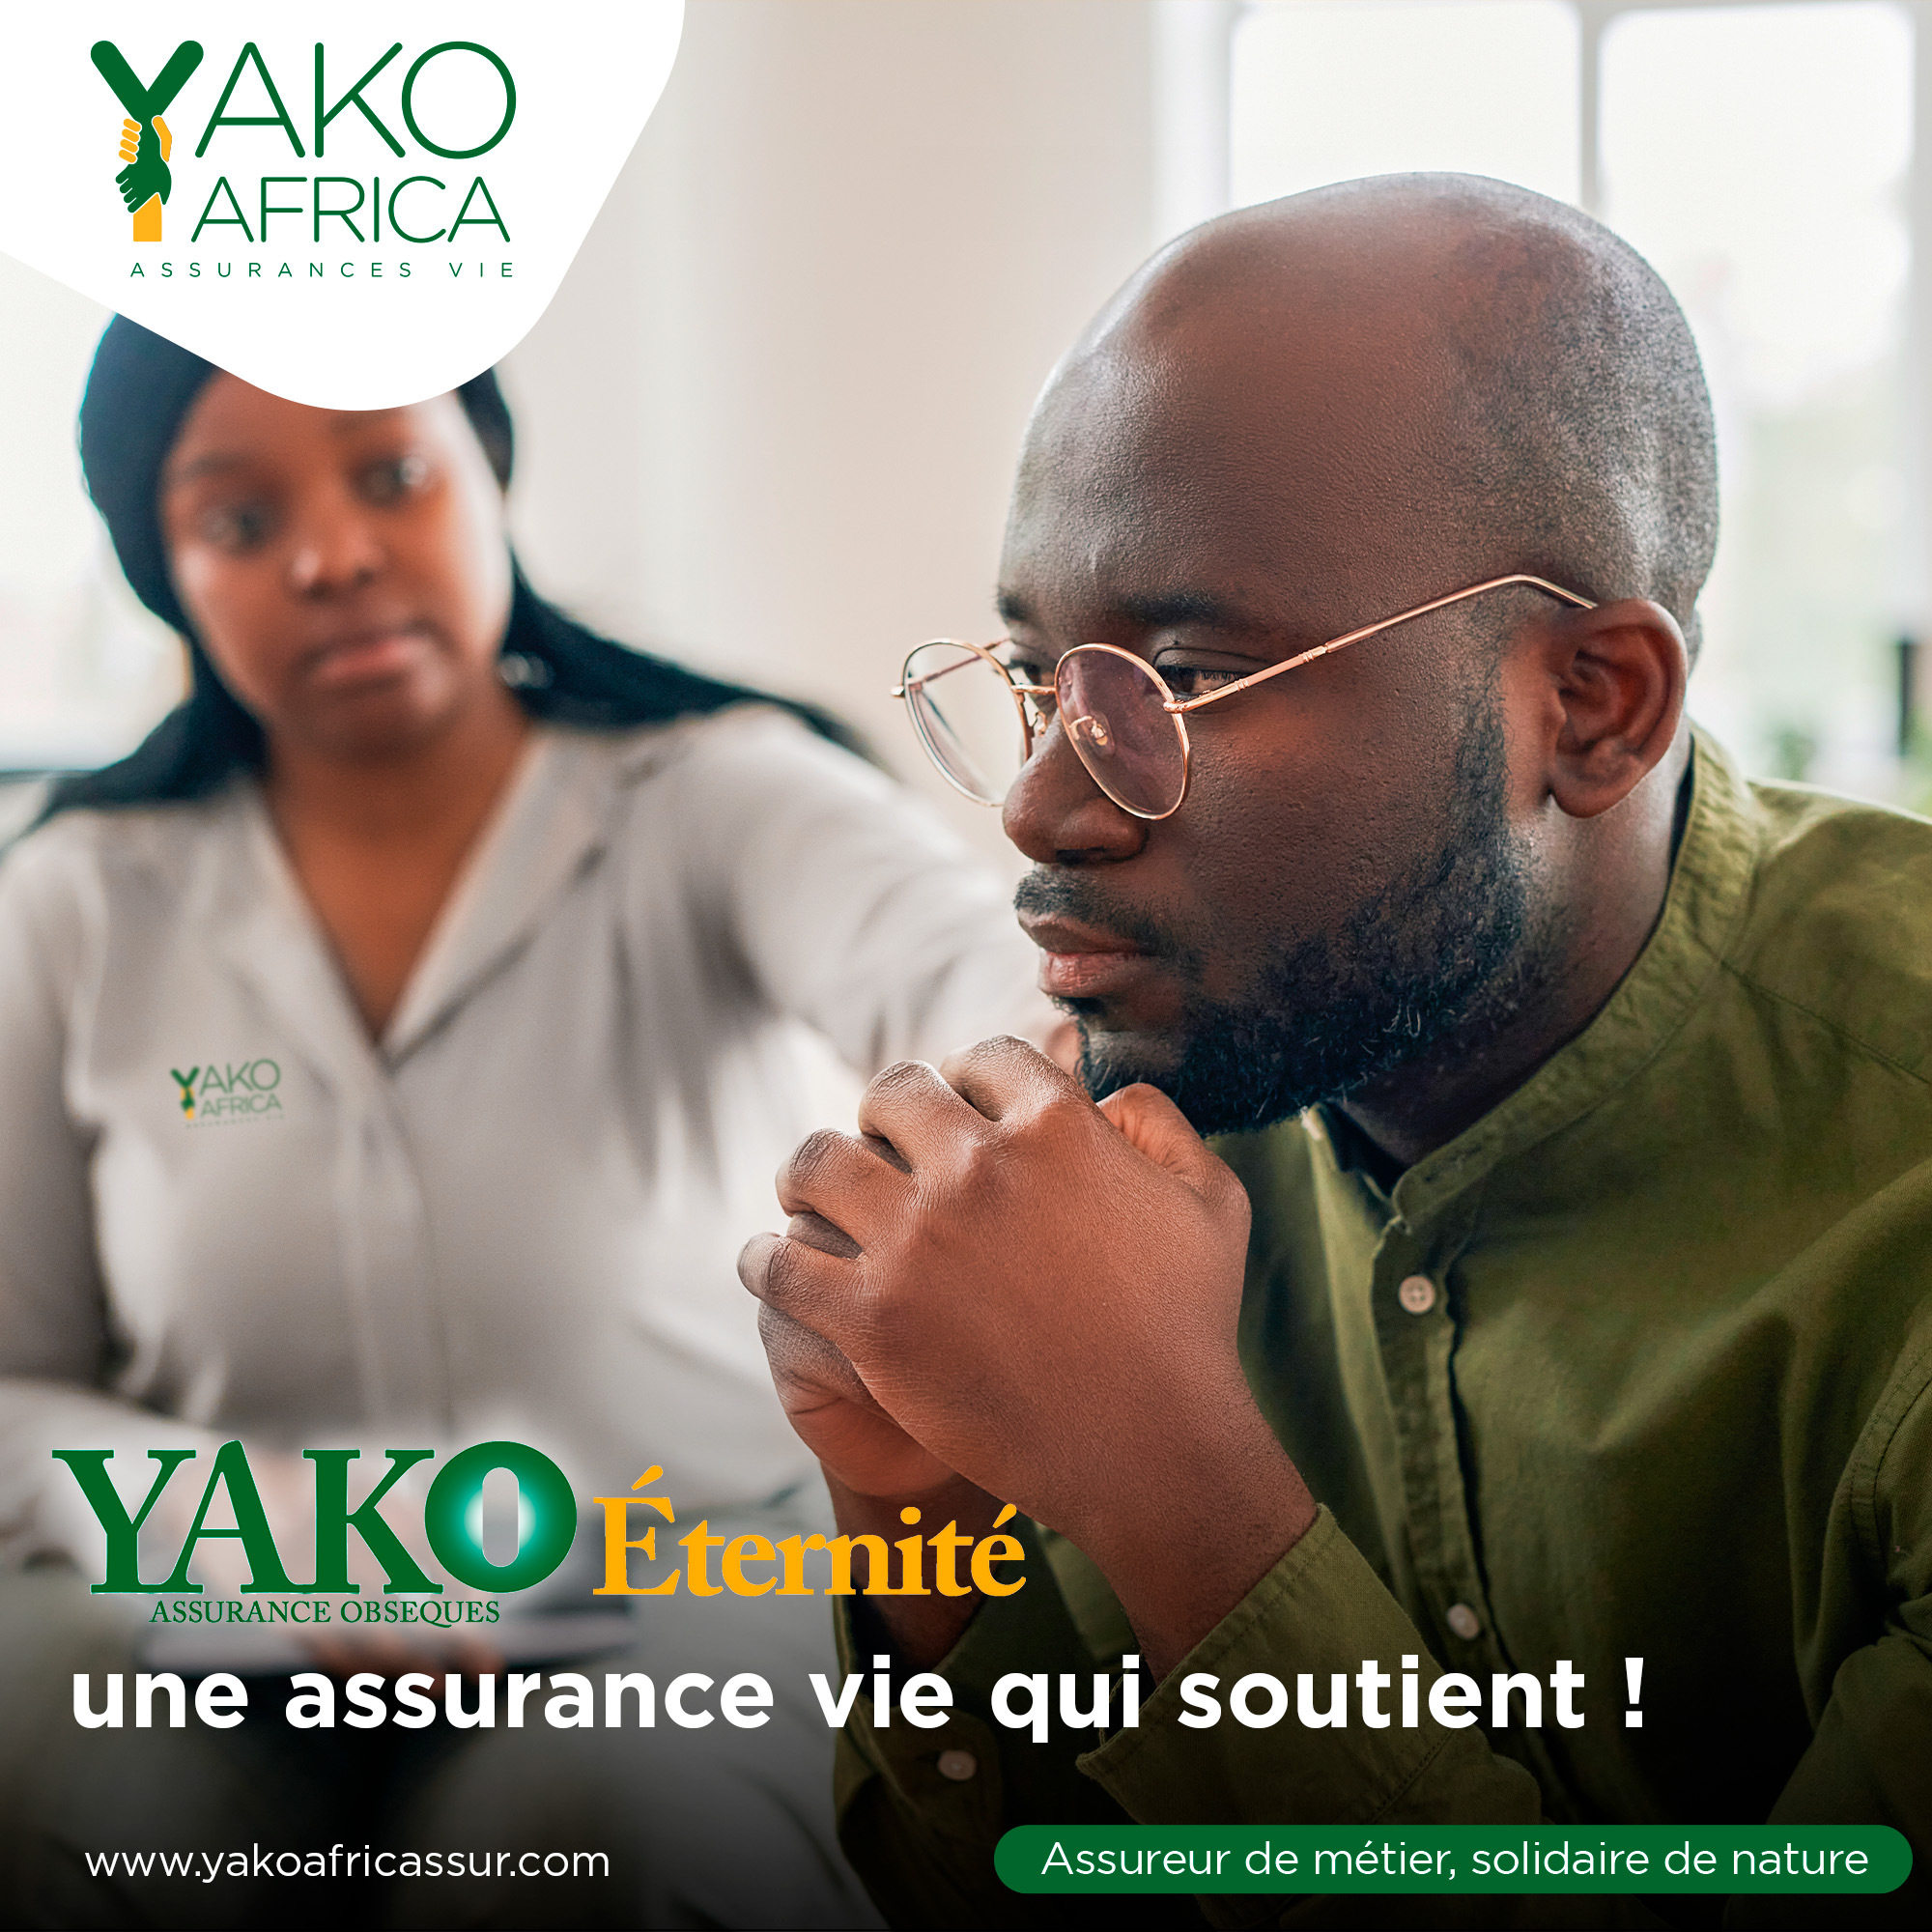 YAKO
AFRICA
ASSURANCES VIE
YAKO
AFRICA
YAKO Éternité
ASSURANCE OBSEQUES
une assurance vie qui soutient !
www.yakoafricassur.com
Assureur de métier, solidaire de nature